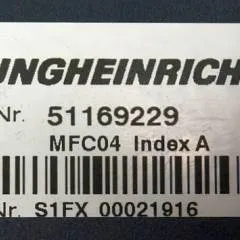 UNGHEINRICH
Nr. 51169229
MFC04 Index A
Nr. S1FX 00021916